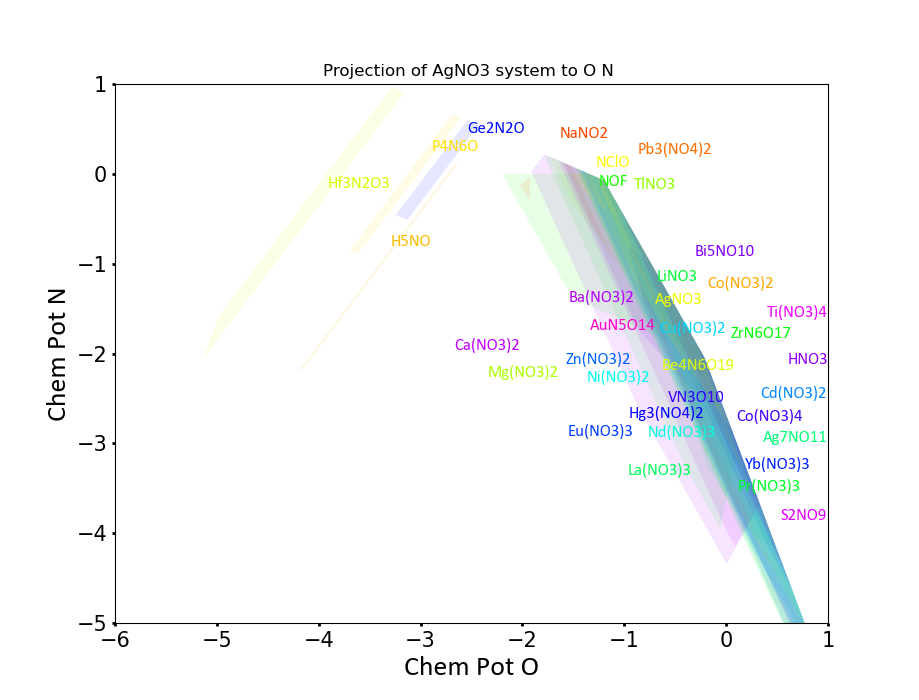 Projection of AgNO3 system to O N
1
Ge2N2O
NaNO2
P4N6O
Pb3(NO4)2
NClO
0
Hf3N2O3
NOF
TlNO3
H5NO
Bi5NO10
−1
LiNO3
Co(NO3)2
Ba(NO3)2
AgNO3
Ti(NO3)4
AuN5O14
Cu(NO3)2
ZrN6O17
Chem Pot N
Ca(NO3)2
−2
Zn(NO3)2
Re4N6O19
HNO3
Mg(NO3)2
Ni(NO3)2
Cd(NO3)2
VN3O10
Hg3(NO4)2
Co(NO3)4
Eu(NO3)3
Nd(NO3)3
Ag7NO11
−3
La(NO3)3
Yb(NO3)3
Pr(NO3)3
S2NO9
−4
−5
−6 −5 −4 −3 −2 −1 0 1
Chem Pot O